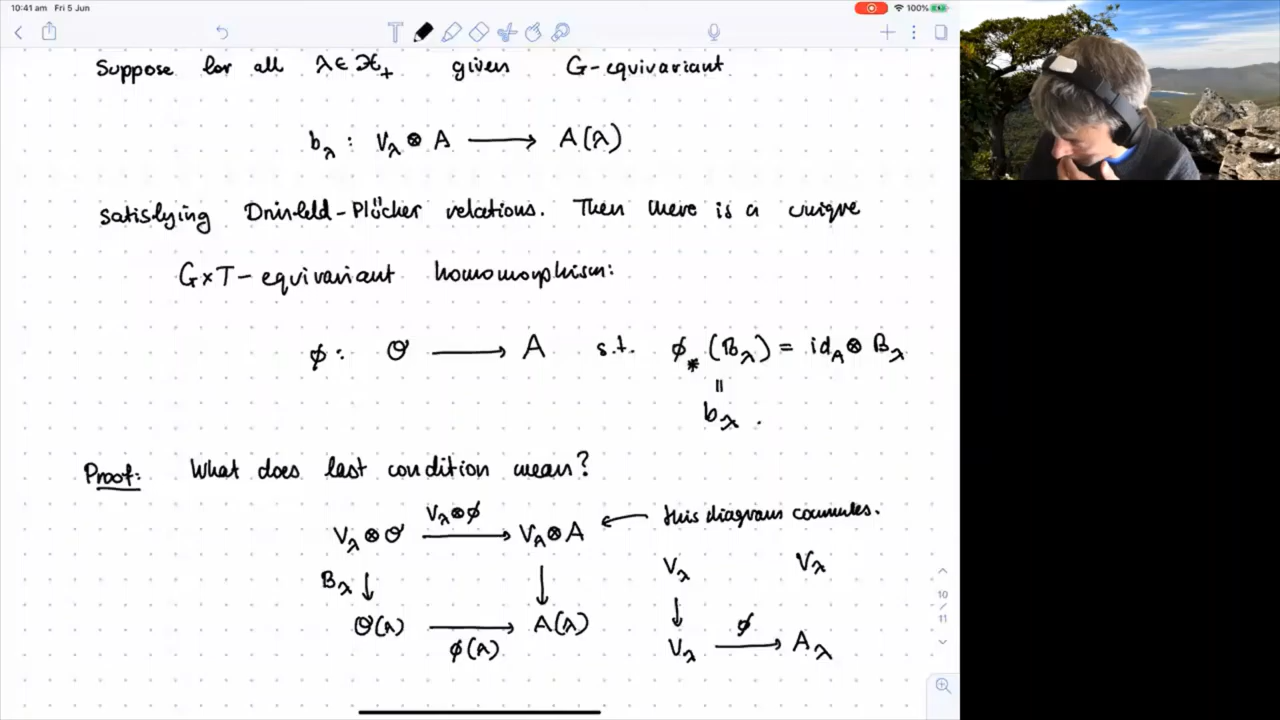 10:41 am Fri 5 Jun 100%
Suppose for all λ ∈ 𝔛₊ given G-equivariant
b_λ : V_λ ⊗ A ⟶ A(λ)
satisfying Drinfeld-Plücker relations. Then there is a unique
G×T-equivariant homomorphism:
φ : 𝒪 ⟶ A s.t. φ_*(B_λ) = id_A ⊗ B_λ
॥
b_λ .
Proof: What does last condition mean?
V_λ ⊗ 𝒪 ⟶ V_λ ⊗ A ← this diagram commutes.
V_λ ⊗ φ
V_λ V_λ
B_λ ↓ ↓ ↓
𝒪(λ) ⟶ A(λ) V_λ ⟶ A_λ
φ(λ) φ
10
/
11